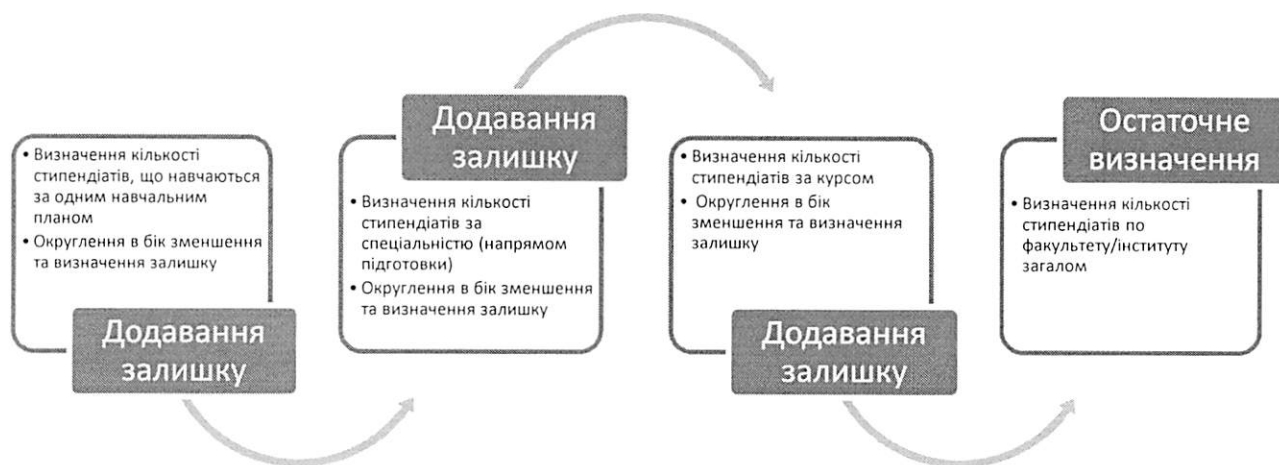 • Визначення кількості
стипендіатів, що навчаються
за одним навчальним
планом
• Округлення в бік зменшення
та визначення залишку
Додавання
залишку
Додавання
залишку
• Визначення кількості
стипендіатів за
спеціальністю (напрямом
підготовки)
• Округлення в бік зменшення
та визначення залишку
• Визначення кількості
стипендіатів за курсом
• Округлення в бік
зменшення та визначення
залишку
Додавання
залишку
Остаточне
визначення
• Визначення кількості
стипендіатів по
факультету/інституту
загалом